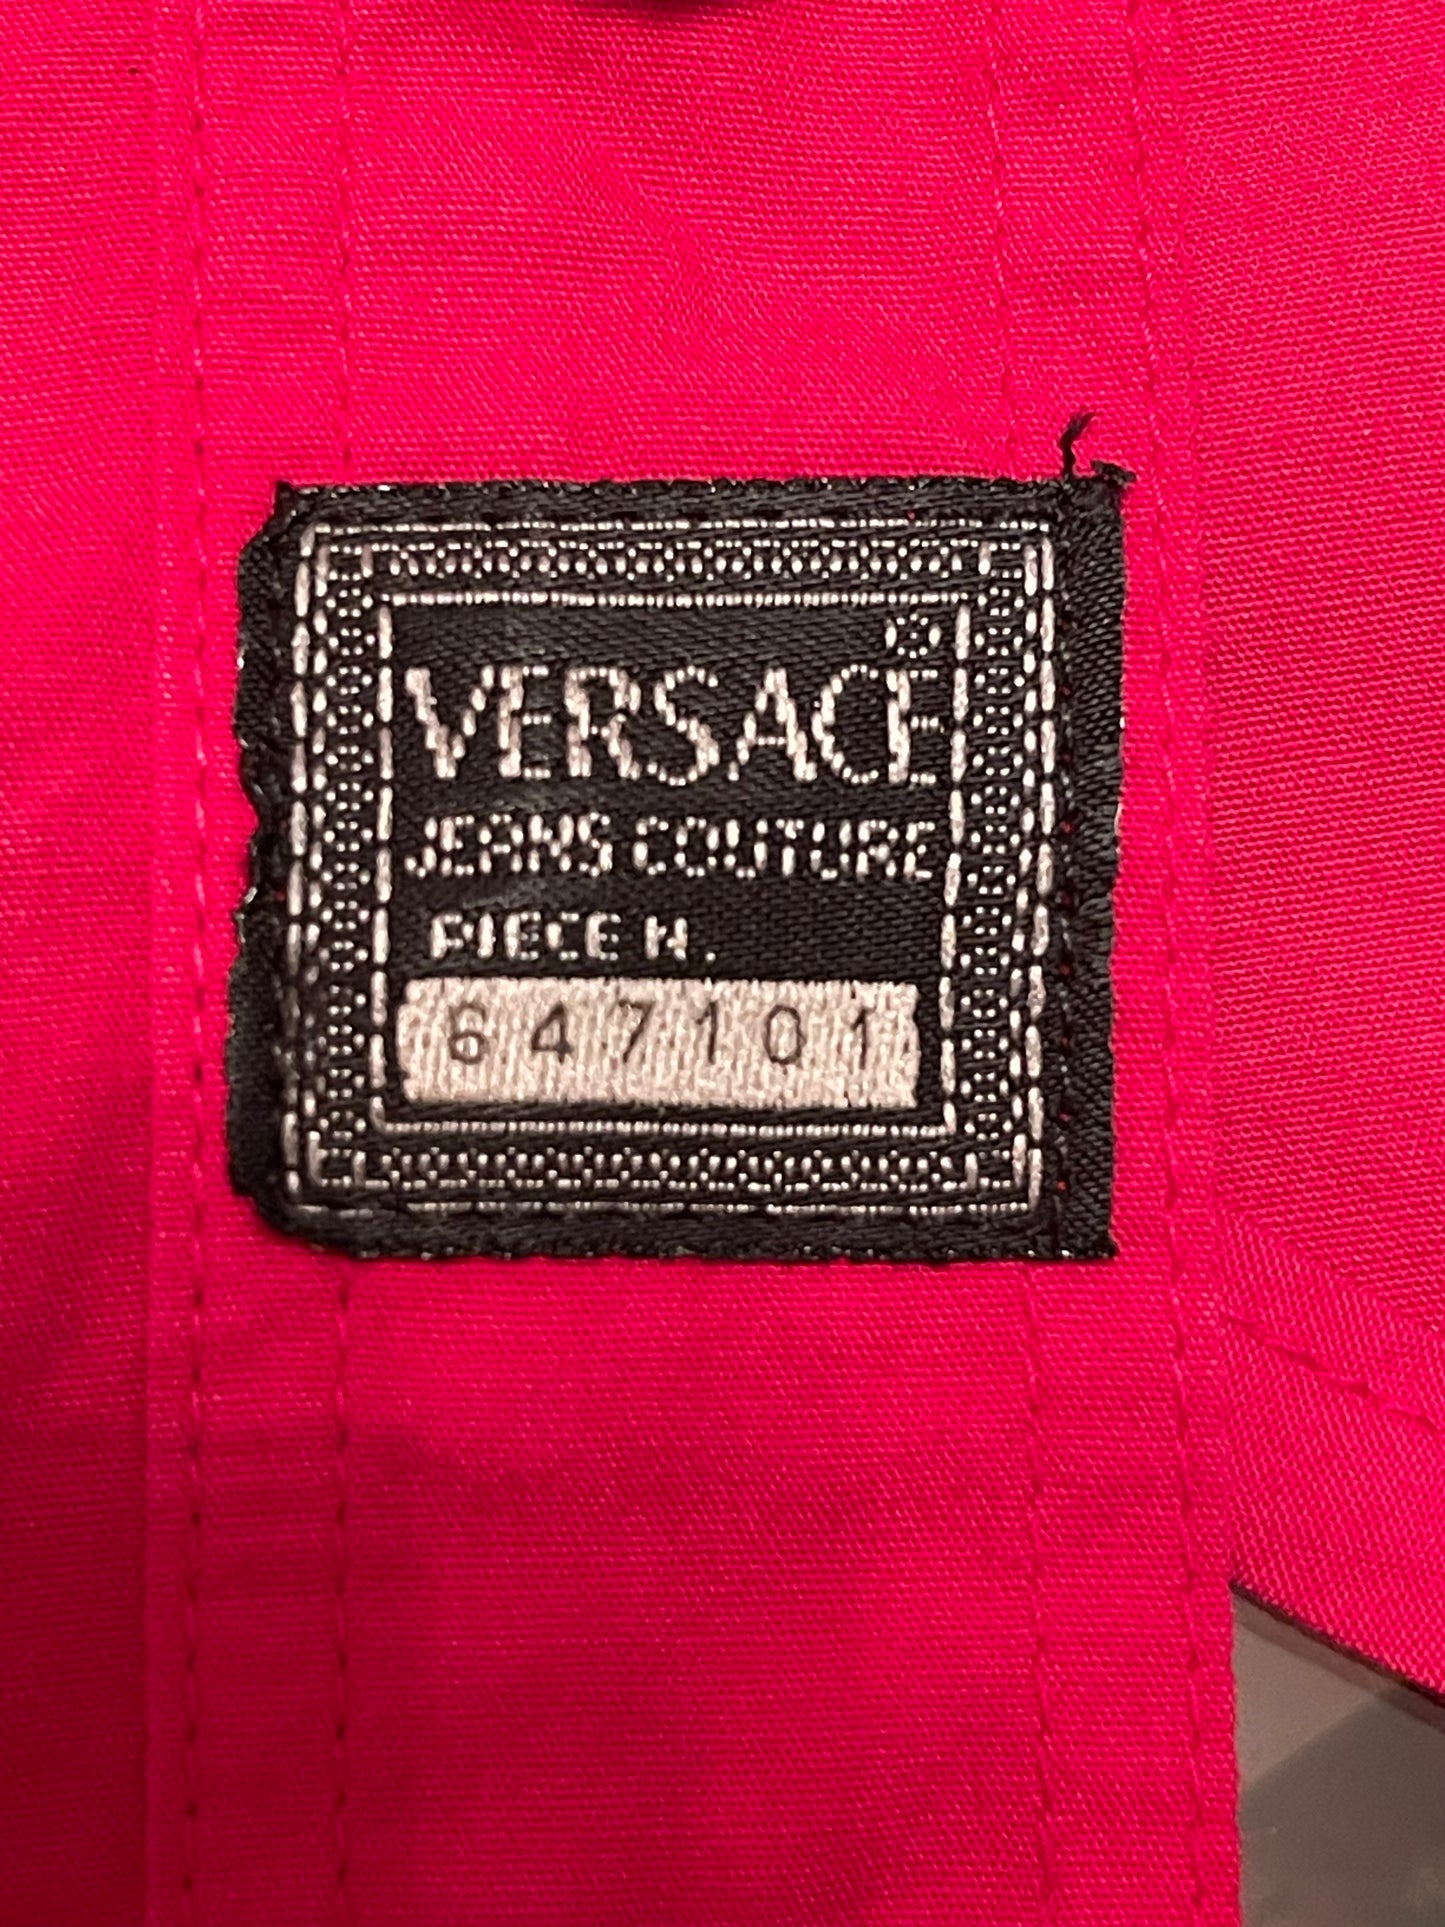 VERSACE®
JEANS COUTURE
PIECE N.
647101